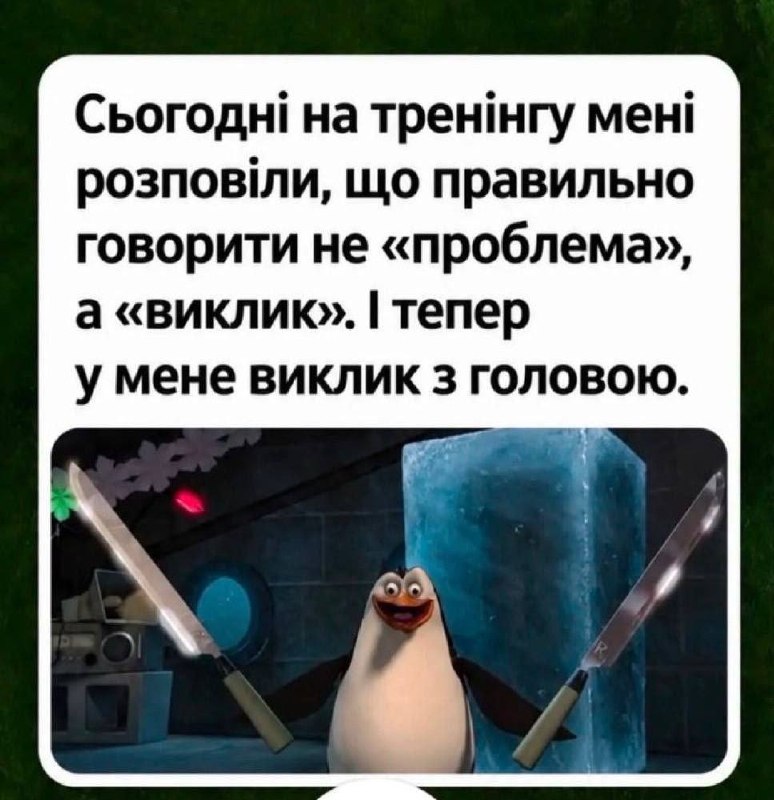 Сьогодні на тренінгу мені
розповіли, що правильно
говорити не «проблема»,
а «виклик». І тепер
у мене виклик з головою.
R